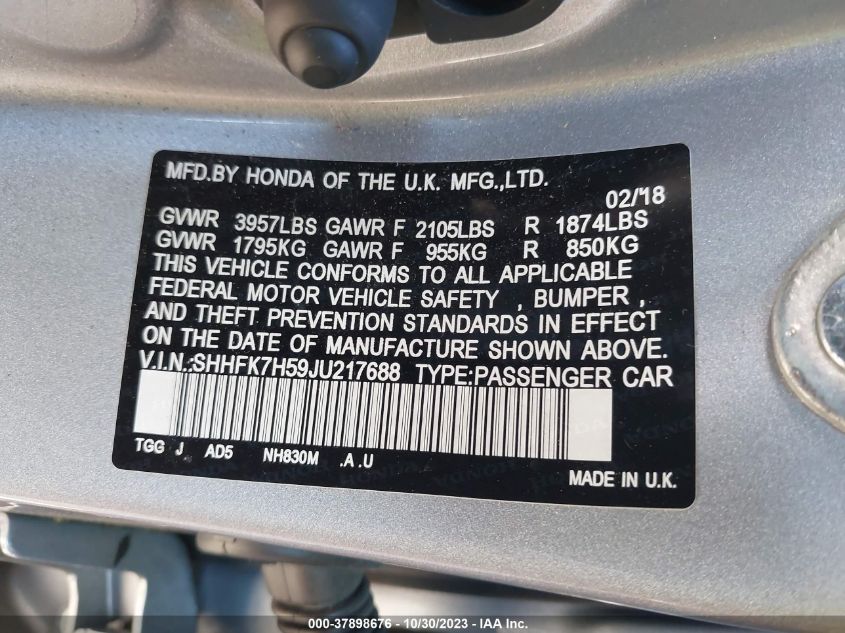 MFD.BY HONDA OF THE U.K. MFG.,LTD.
02/'18
GVWR 3957LBS GAWR F 2105LBS R 1874LBS
GVWR 1795KG GAWR F 955KG R 850KG
THIS VEHICLE CONFORMS TO ALL APPLICABLE
FEDERAL MOTOR VEHICLE SAFETY , BUMPER ,
AND THEFT PREVENTION STANDARDS IN EFFECT
ON THE DATE OF MANUFACTURE SHOWN ABOVE.
V.I.N.:SHHFK7H59JU217688 TYPE:PASSENGER CAR
TGG J AD5 NH830M .A .U
MADE IN U.K.
000-37898676 - 10/30/2023 - © IAA, Inc.